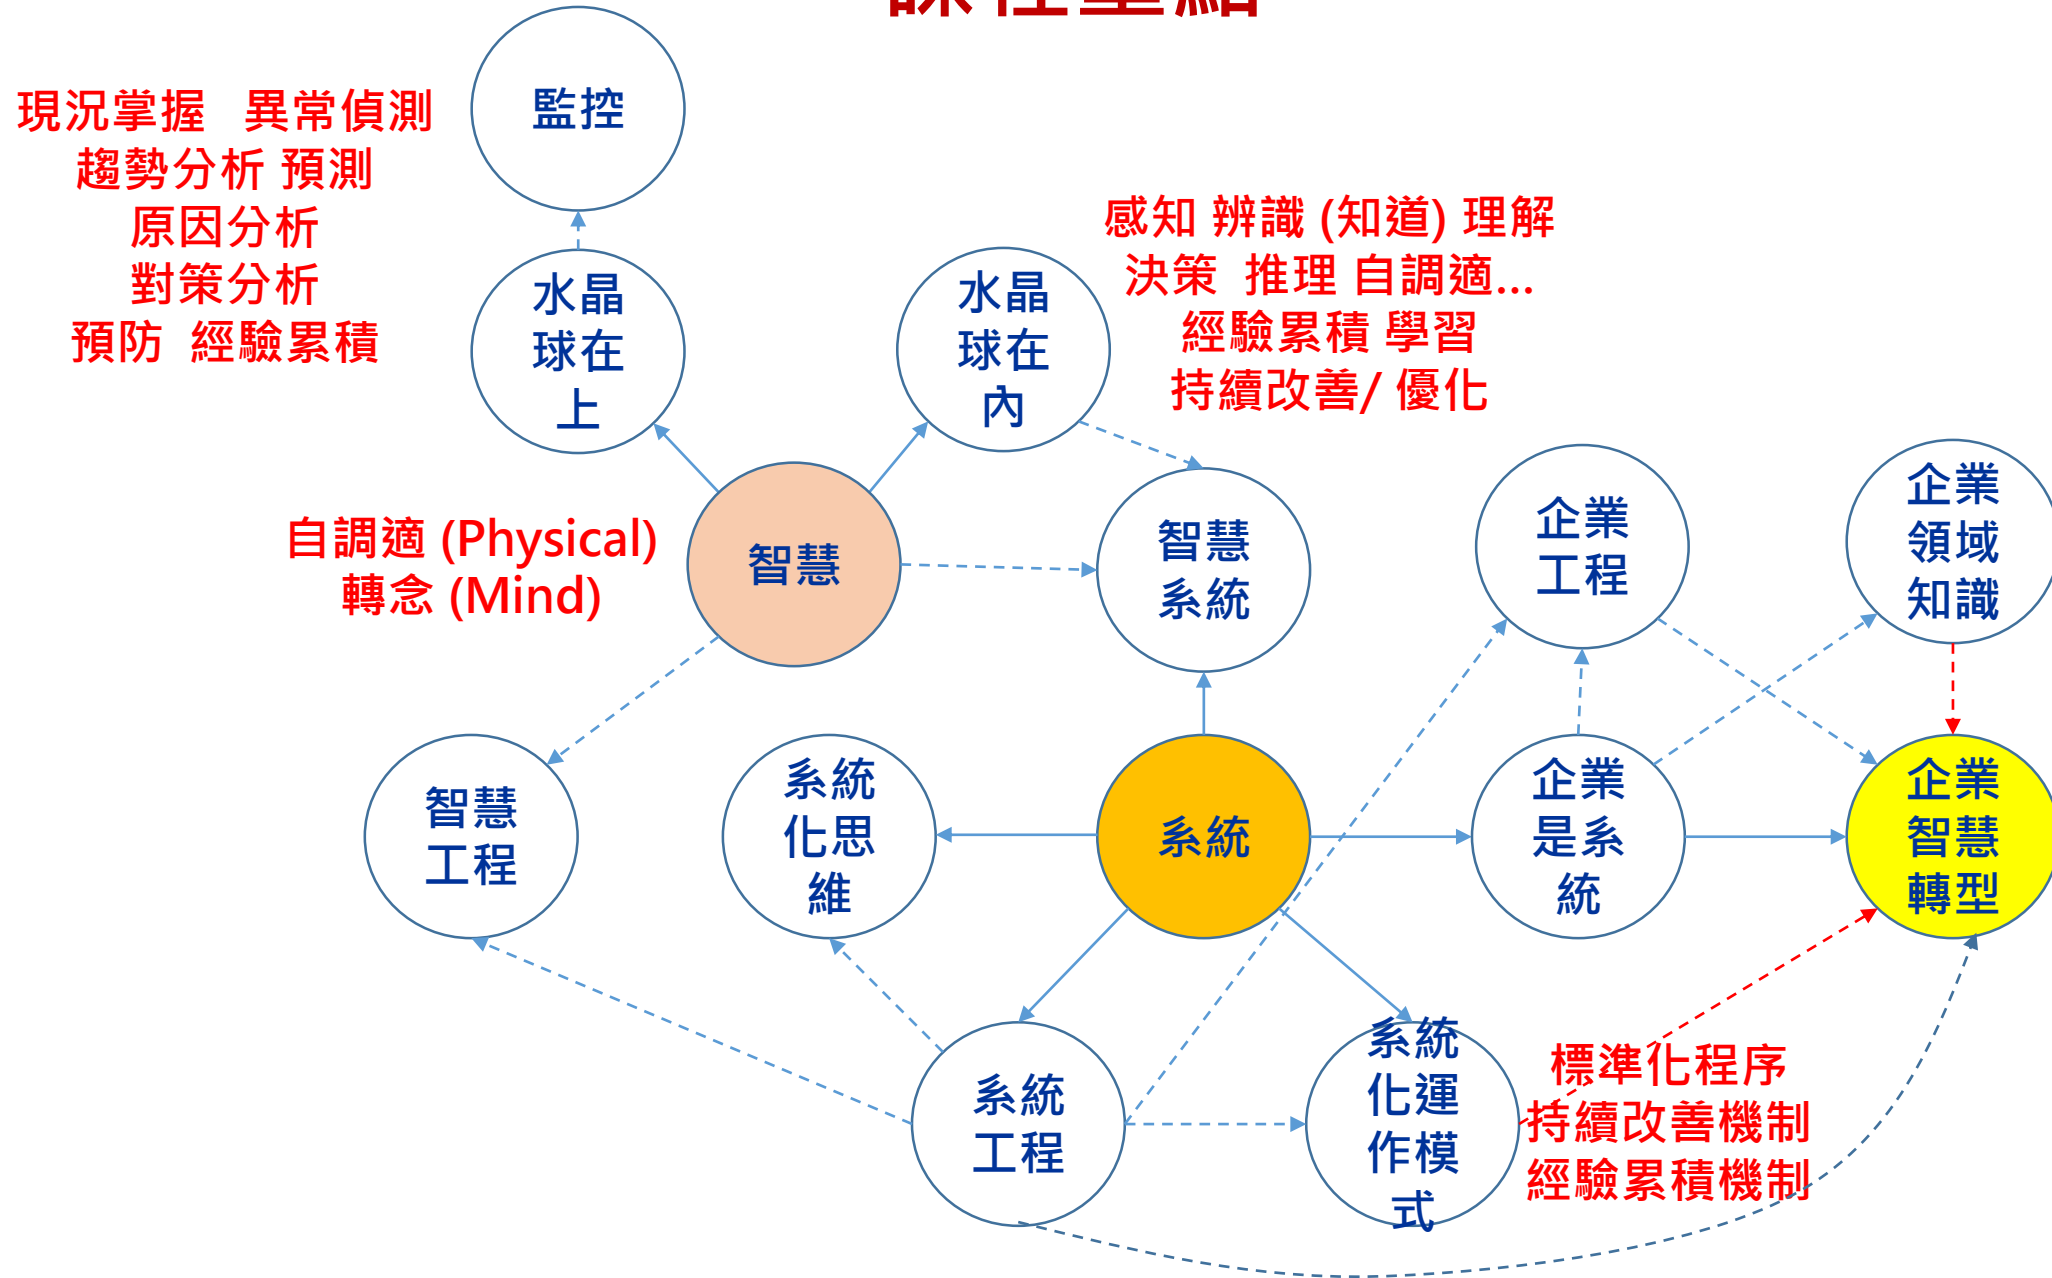 課程重點
監控
現況掌握 異常偵測
趨勢分析 預測
原因分析
對策分析
預防 經驗累積
水晶
球在
上
水晶
球在
內
感知 辨識 (知道) 理解
決策 推理 自調適...
經驗累積 學習
持續改善/ 優化
自調適 (Physical)
轉念 (Mind)
智慧
智慧
系統
企業
工程
企業
領域
知識
智慧
工程
系統
化思
維
系統
企業
是系
統
企業
智慧
轉型
系統
工程
系統
化運
作模
式
標準化程序
持續改善機制
經驗累積機制